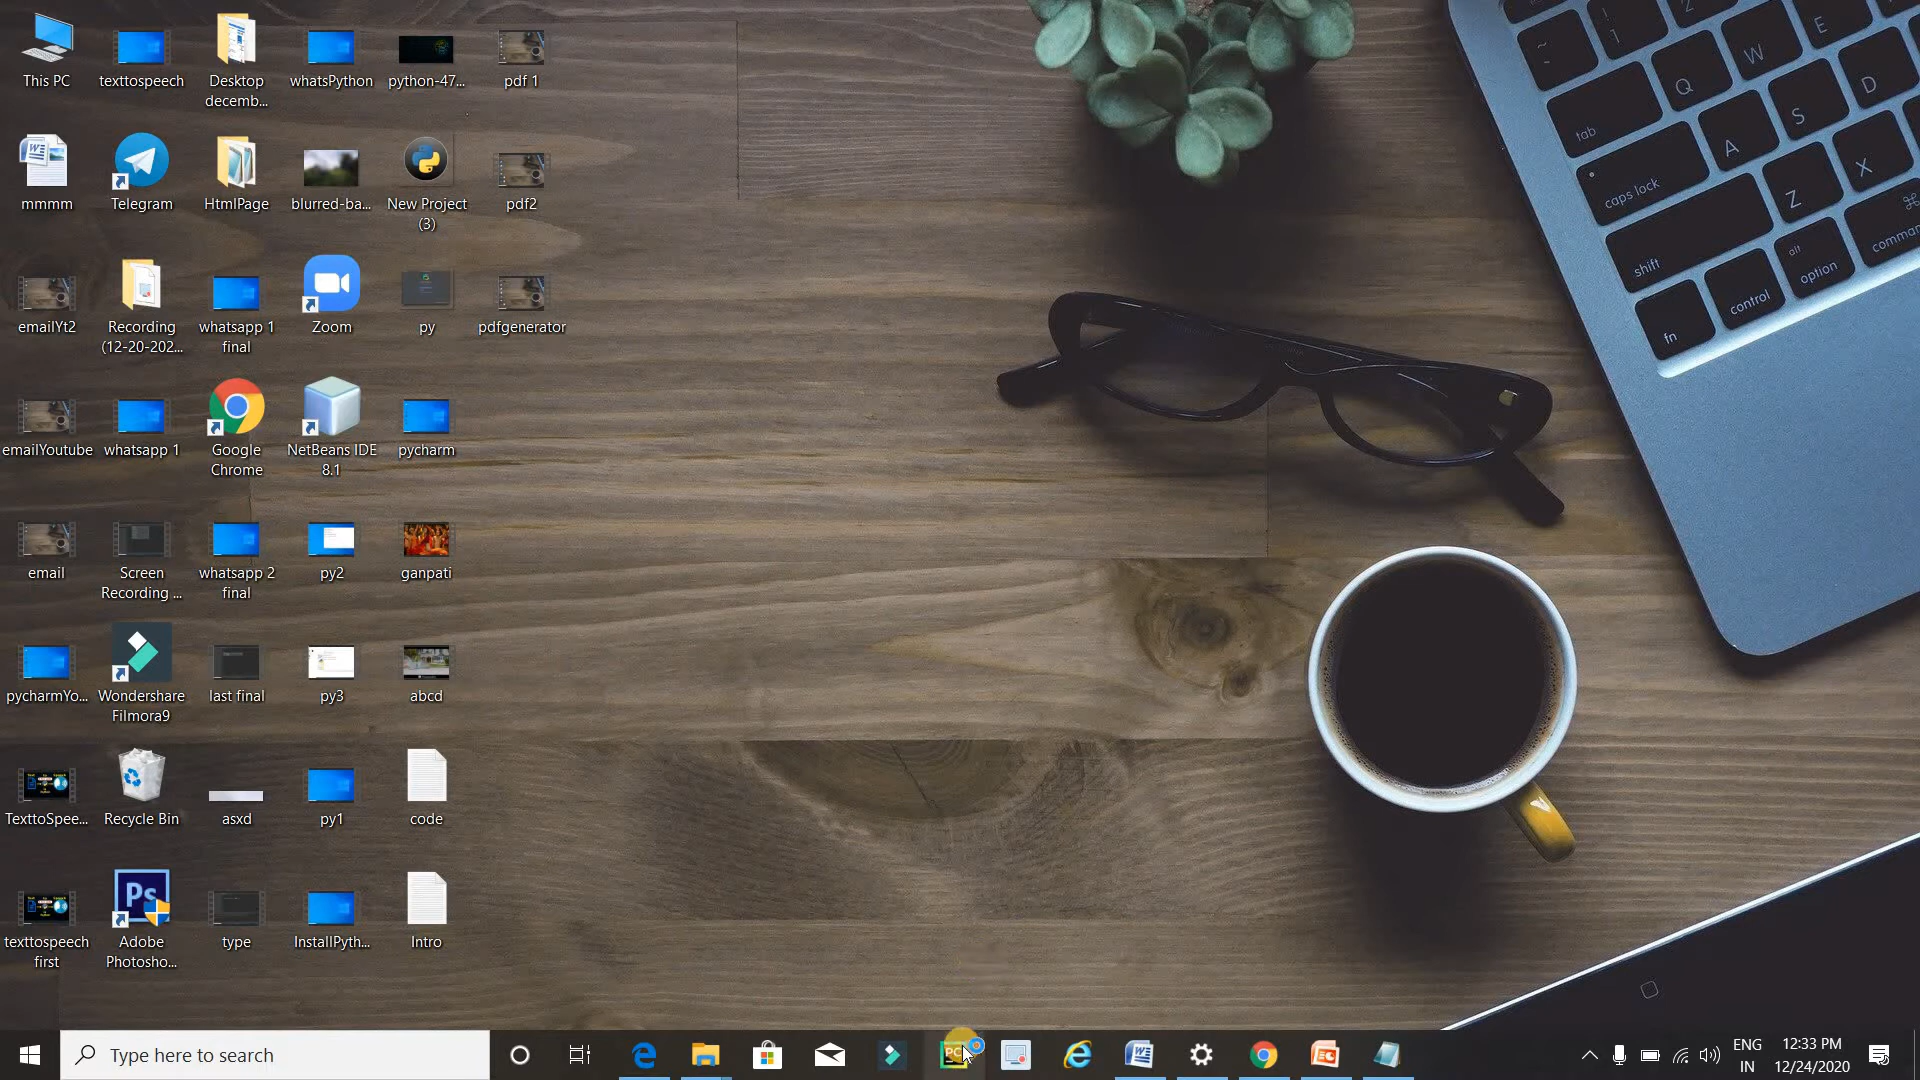 This PC
texttospeech
Desktop
decemb...
whatsPython
python-47...
pdf 1
mmmm
Telegram
HtmlPage
blurred-ba...
New Project
(3)
pdf2
emailYt2
Recording
(12-20-202...
whatsapp 1
final
Zoom
py
pdfgenerator
emailYoutube
whatsapp 1
Google
Chrome
NetBeans IDE
8.1
pycharm
email
Screen
Recording ...
whatsapp 2
final
py2
ganpati
pycharmYo...
Wondershare
Filmora9
last final
py3
abcd
TexttoSpee...
Recycle Bin
asxd
py1
code
texttospeech
first
Adobe
Photosho...
type
InstallPyth...
Intro
Ps
Q
W
E
tab
A
S
D
caps lock
Z
X
shift
command
fn
control
alt
option
Type here to search
PC
ENG
IN
12:33 PM
12/24/2020